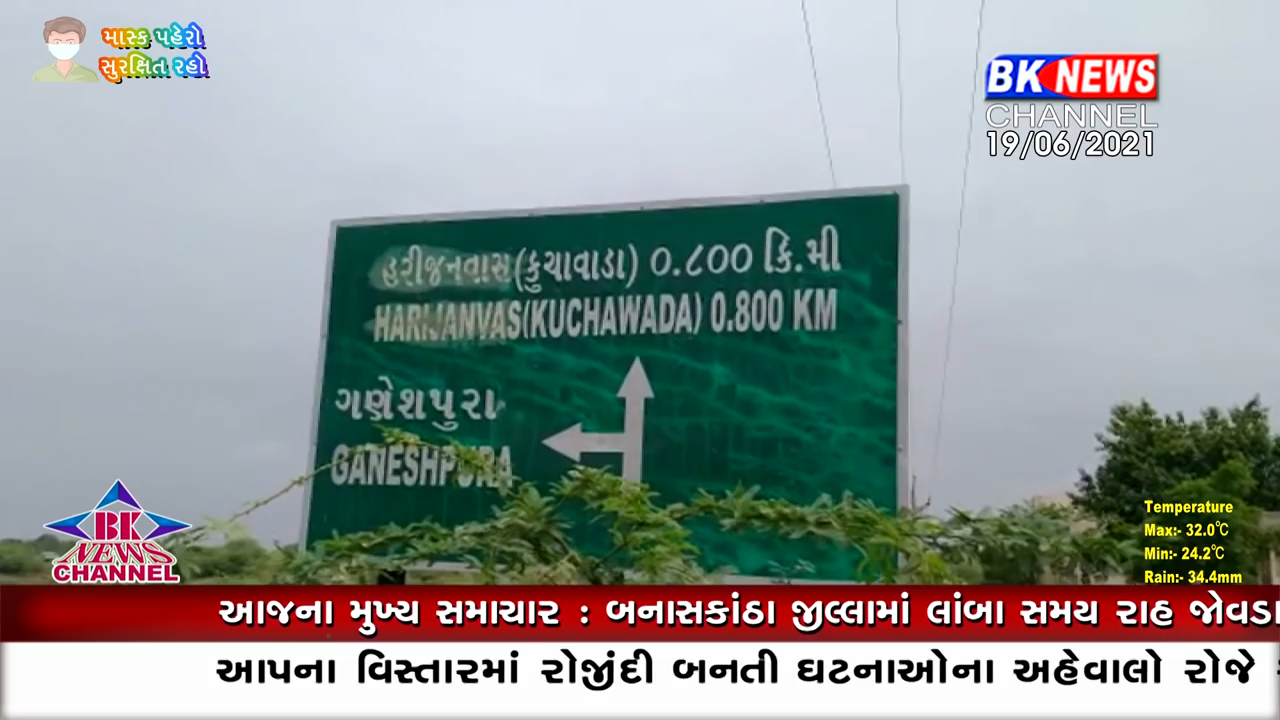 માસ્ક પહેરો
સુરક્ષિત રહો
BK NEWS
CHANNEL
19/06/2021
હરીજનવાસ(કુચાવાડા) ૦.૮૦૦ કિ.મી
HARIJANVAS(KUCHAWADA) 0.800 KM
ગણેશપુરા
GANESHPURA
BK
NEWS
CHANNEL
Temperature
Max:- 32.0℃
Min:- 24.2℃
Rain:- 34.4mm
આજના મુખ્ય સમાચાર : બનાસકાંઠા જીલ્લામાં લાંબા સમય રાહ જોવડા
આપના વિસ્તારમાં રોજીંદી બનતી ઘટનાઓના અહેવાલો રોજે